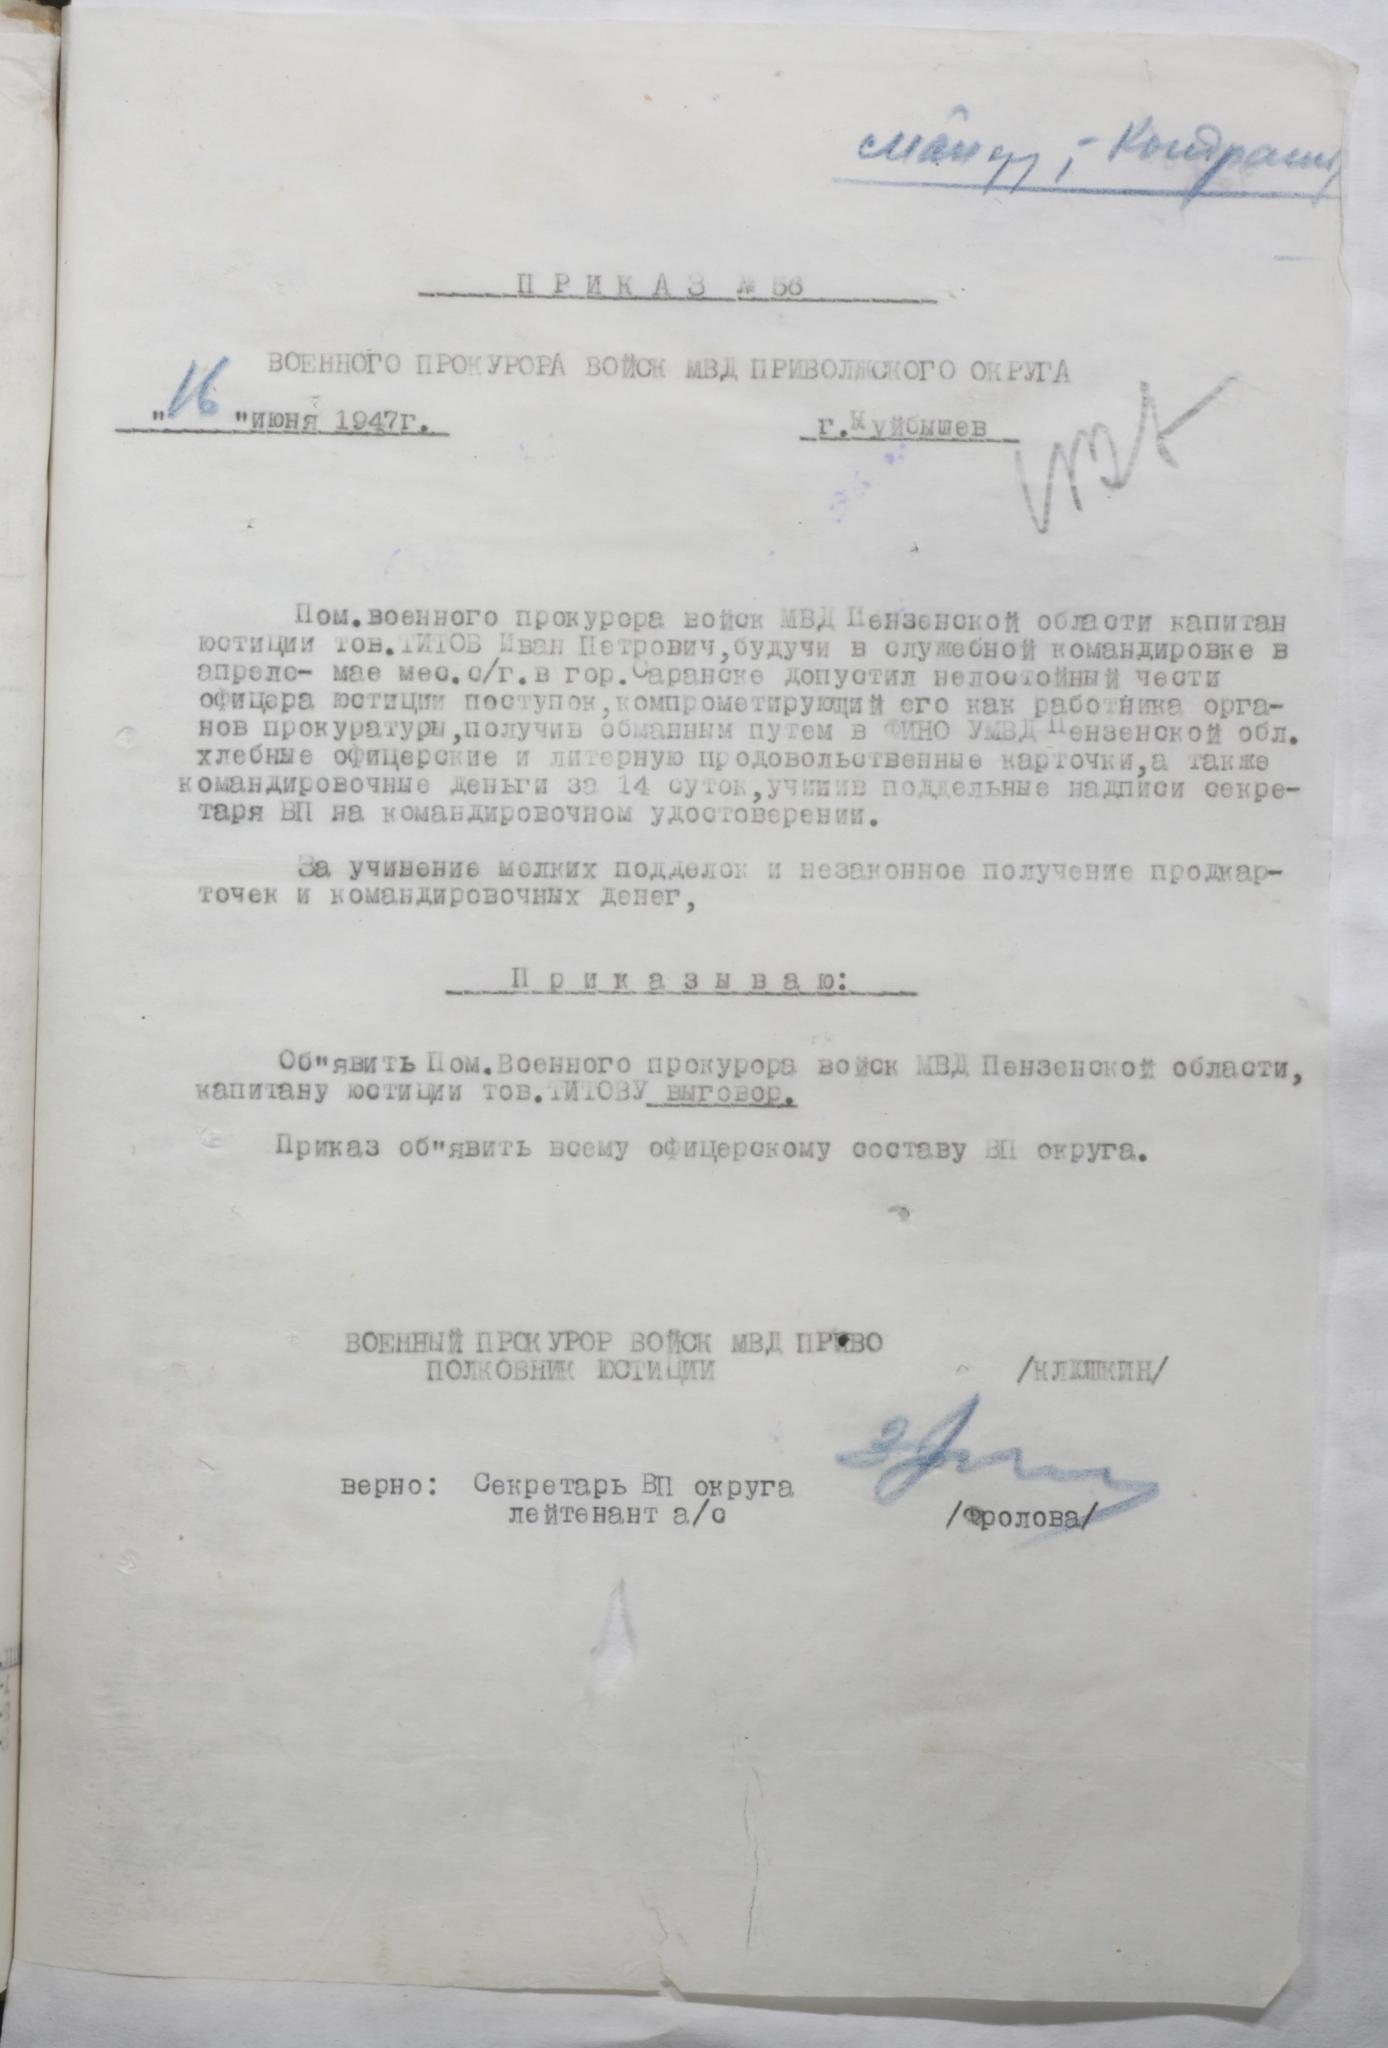 ПРИКАЗ № 56
ВОЕННОГО ПРОКУРОРА ВОЙСК МВД ПРИВОЛЖСКОГО ОКРУГА
"16"июня 1947г. г.Куйбышев
Пом.военного прокурора войск МВД Пензенской области капитан
юстиции тов.ТИТОВ Иван Петрович,будучи в служебной командировке в
апреле- мае мес.с/г.в гор.Саранске допустил недостойный чести
офицера юстиции поступок,компрометирующий его как работника орга-
нов прокуратуры,получив обманным путем в ФИНО УМВД Пензенской обл.
хлебные офицерские и литерную продовольственные карточки,а также
командировочные деньги за 14 суток,учинив поддельные надписи секре-
таря ВП на командировочном удостоверении.
За учинение мелких подделок и незаконное получение продкар-
точек и командировочных денег,
Приказываю:
Об"явить Пом.Военного прокурора войск МВД Пензенской области,
капитану юстиции тов.ТИТОВУ выговор.
Приказ об"явить всему офицерскому составу ВП округа.
ВОЕННЫЙ ПРОКУРОР ВОЙСК МВД ПРИВО
ПОЛКОВНИК ЮСТИЦИИ /КЛЮШКИН/
верно: Секретарь ВП округа
лейтенант а/с /Фролова/